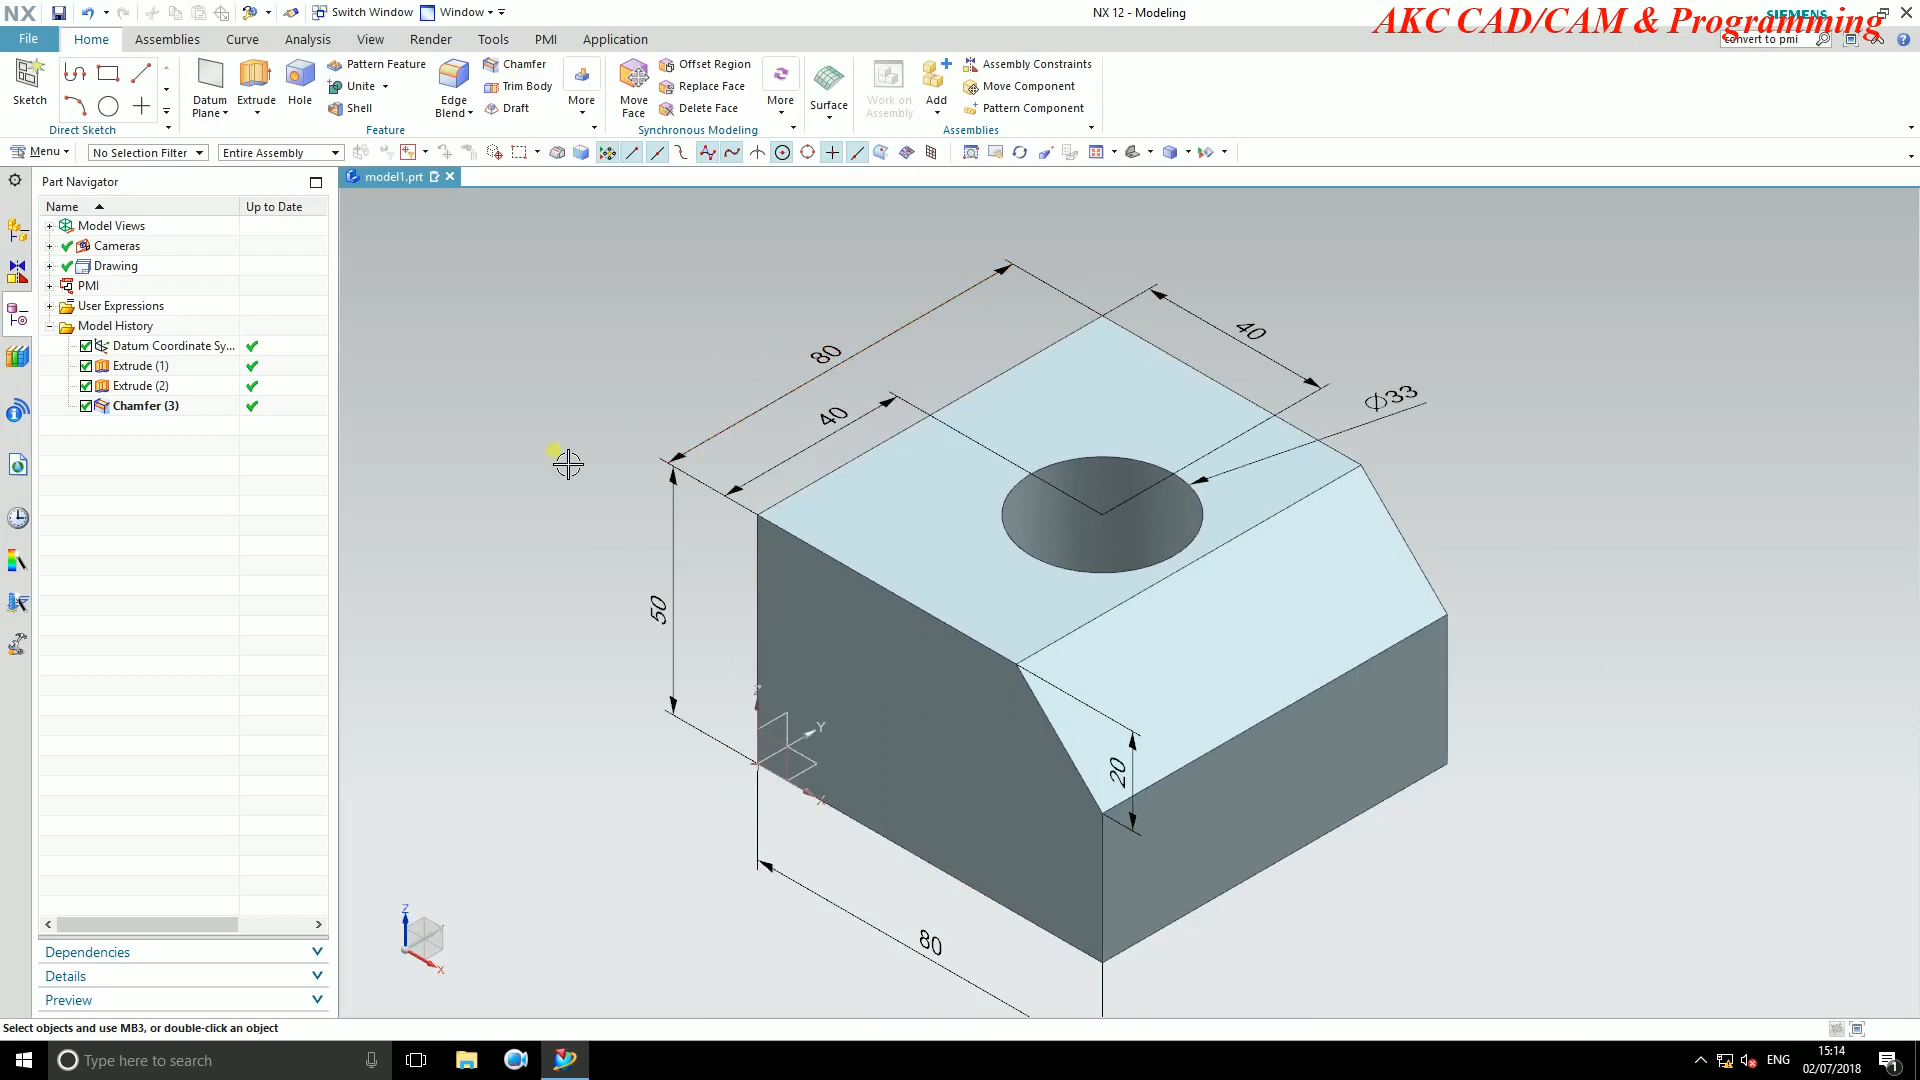 NX
Switch Window
Window
NX 12 - Modeling
SIEMENS
AKC CAD/CAM & Programming
File
Home
Assemblies
Curve
Analysis
View
Render
Tools
PMI
Application
convert to pmi
Sketch
Direct Sketch
Datum
Plane
Extrude
Hole
Pattern Feature
Unite
Shell
Edge
Blend
Chamfer
Trim Body
Draft
More
Feature
Move
Face
Offset Region
Replace Face
Delete Face
More
Synchronous Modeling
Surface
Work on
Assembly
Add
Assembly Constraints
Move Component
Pattern Component
Assemblies
Menu
No Selection Filter
Entire Assembly
Part Navigator
model1.prt
Name
Up to Date
Model Views
Cameras
Drawing
PMI
User Expressions
Model History
Datum Coordinate Sy...
Extrude (1)
Extrude (2)
Chamfer (3)
Dependencies
Details
Preview
80
40
40
Φ33
50
20
80
Z
Y
X
Z
X
Select objects and use MB3, or double-click an object
Type here to search
ENG
15:14
02/07/2018
1